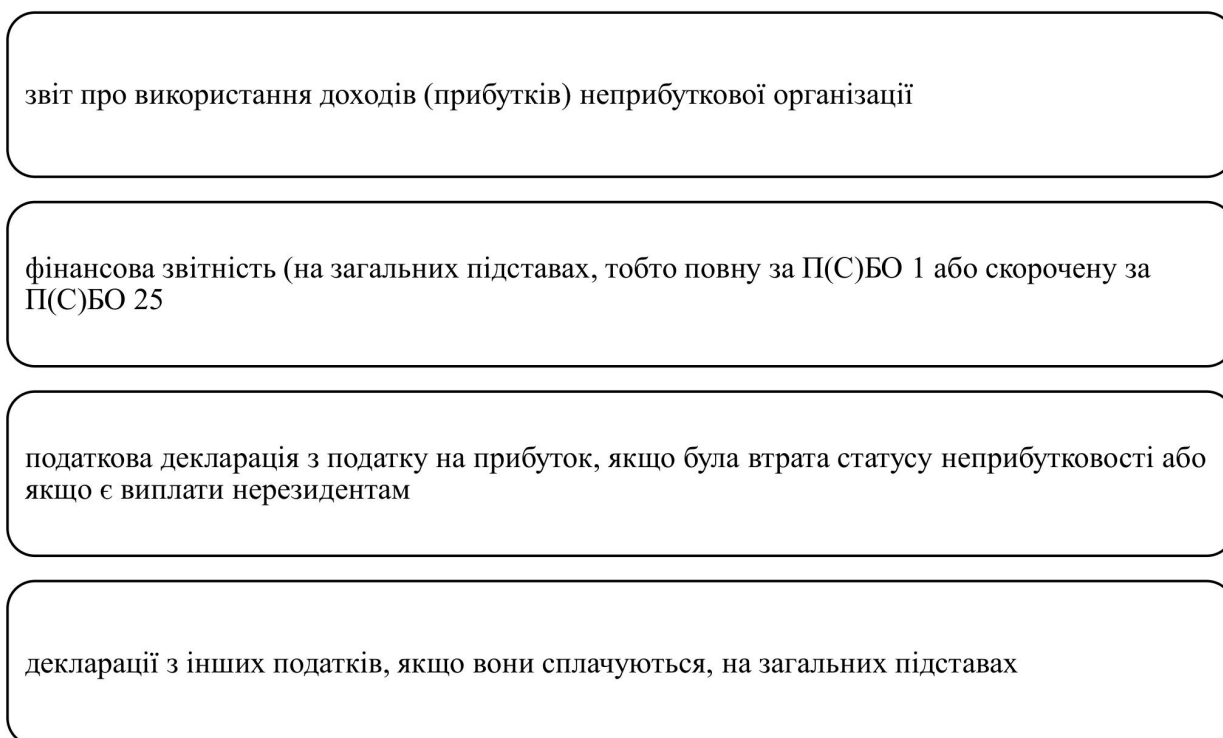 звіт про використання доходів (прибутків) неприбуткової організації
фінансова звітність (на загальних підставах, тобто повну за П(С)БО 1 або скорочену за
П(С)БО 25
податкова декларація з податку на прибуток, якщо була втрата статусу неприбутковості або
якщо є виплати нерезидентам
декларації з інших податків, якщо вони сплачуються, на загальних підставах